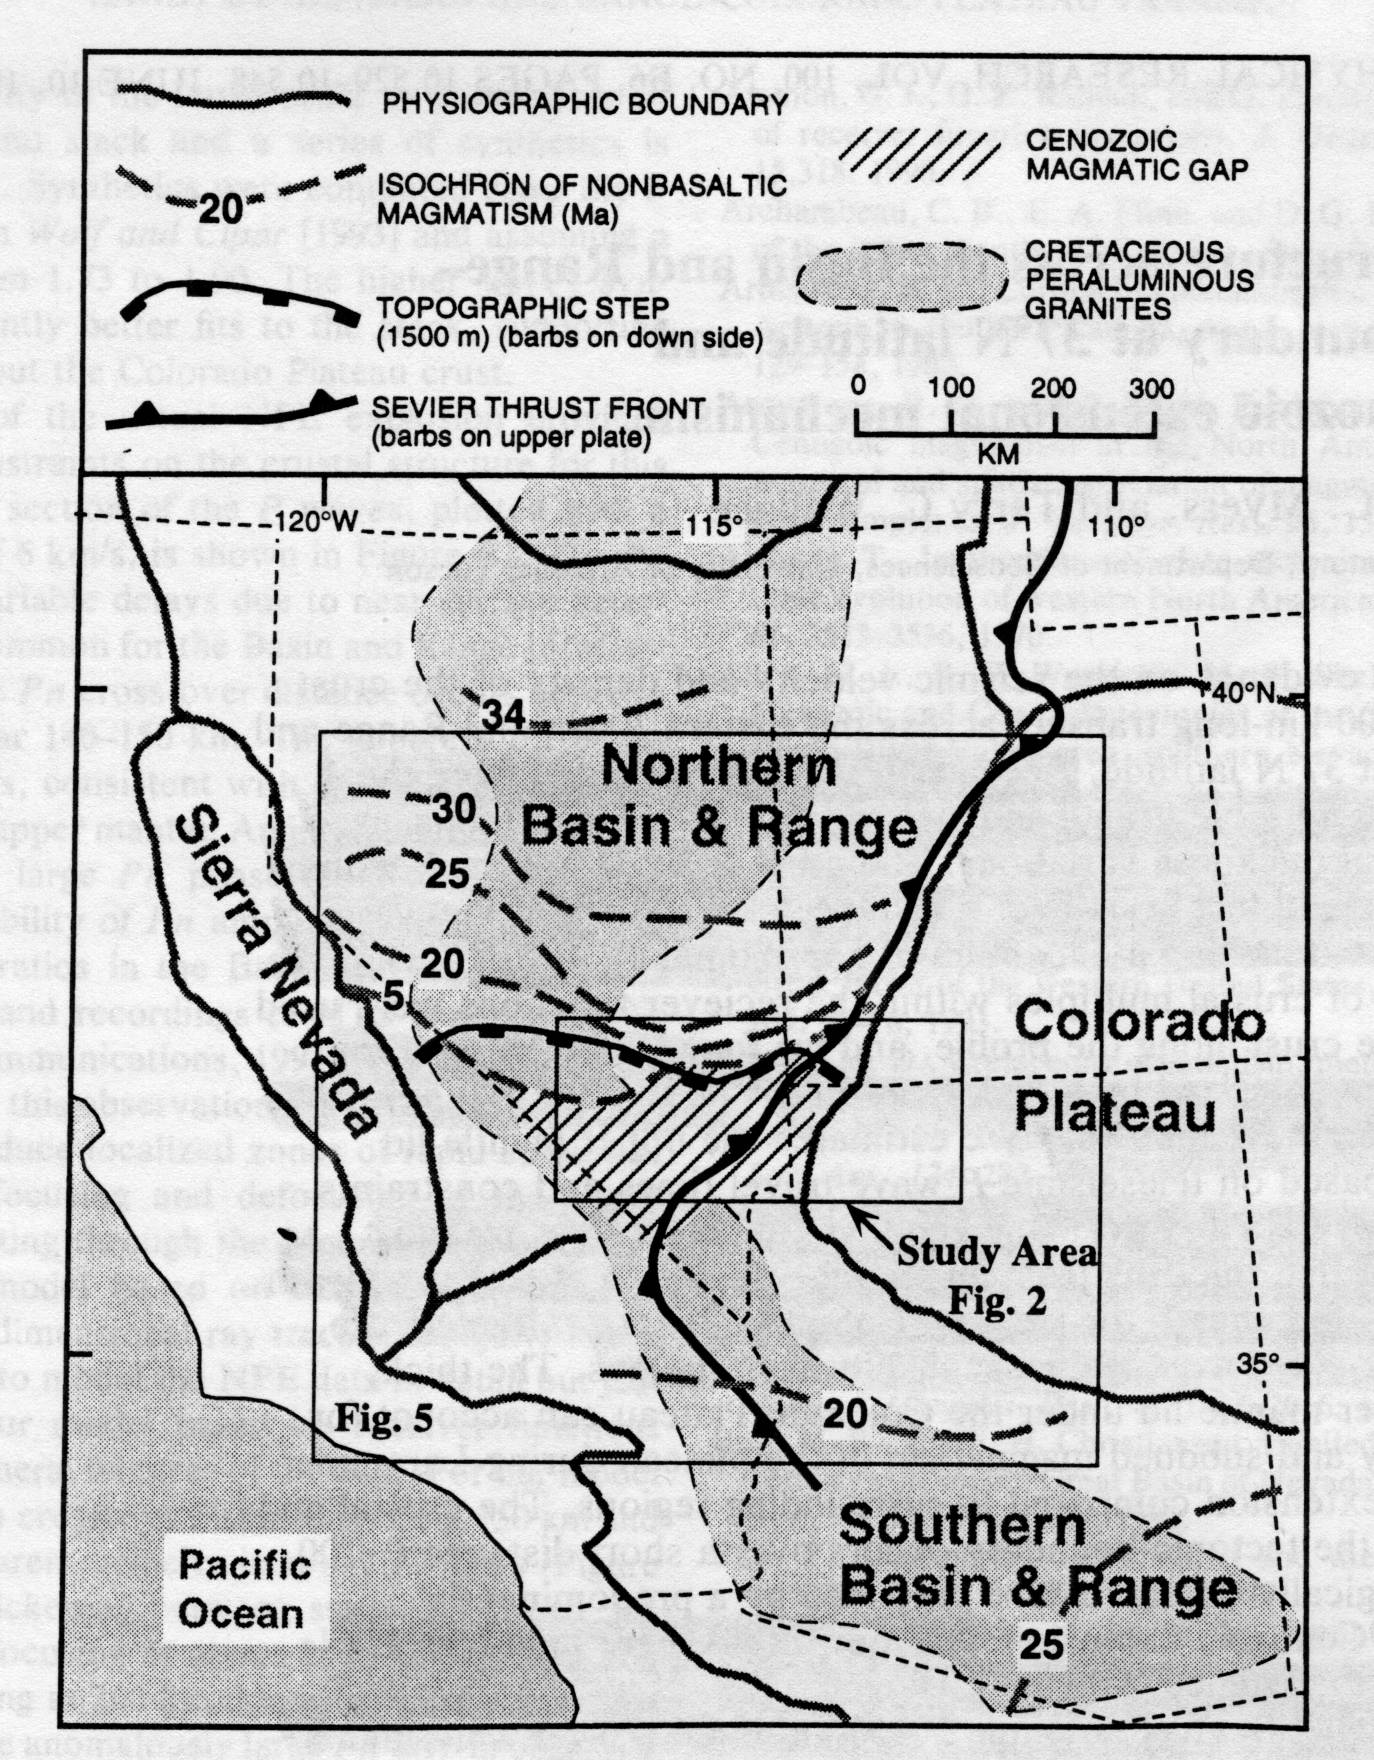 PHYSIOGRAPHIC BOUNDARY
20
ISOCHRON OF NONBASALTIC
MAGMATISM (Ma)
TOPOGRAPHIC STEP
(1500 m) (barbs on down side)
SEVIER THRUST FRONT
(barbs on upper plate)
CENOZOIC
MAGMATIC GAP
CRETACEOUS
PERALUMINOUS
GRANITES
0 100 200 300
KM
120°W
115°
110°
40°N
34
Northern
Basin & Range
30
25
Sierra Nevada
20
5
Colorado
Plateau
Study Area
Fig. 2
35°
20
Fig. 5
Southern
Basin & Range
25
Pacific
Ocean